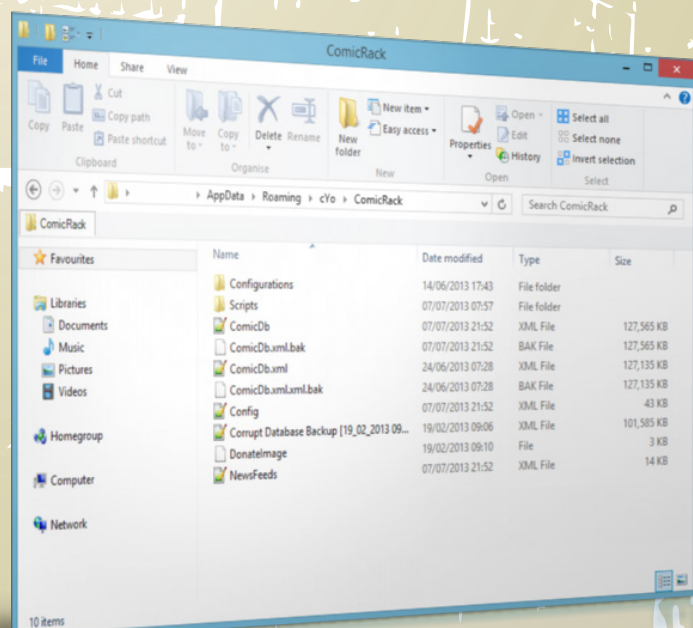 ComicRack
File Home Share View
Copy Paste Cut Copy path Paste shortcut Move to Copy to Delete Rename New folder New item Easy access Properties Open Edit History Select all Select none Invert selection
Clipboard Organise New Open Select
AppData Roaming cYo ComicRack Search ComicRack
ComicRack
Favourites
Libraries
Documents
Music
Pictures
Videos
Homegroup
Computer
Network
Name Date modified Type Size
Configurations 14/06/2013 17:43 File folder
Scripts 07/07/2013 07:57 File folder
ComicDb 07/07/2013 21:52 XML File 127,565 KB
ComicDb.xml.bak 07/07/2013 21:52 BAK File 127,565 KB
ComicDb.xml 24/06/2013 07:28 XML File 127,135 KB
ComicDb.xml.xml.bak 24/06/2013 07:28 BAK File 127,135 KB
Config 07/07/2013 21:52 XML File 43 KB
Corrupt Database Backup [19_02_2013 09... 19/02/2013 09:06 XML File 101,585 KB
DonateImage 19/02/2013 09:10 File 3 KB
NewsFeeds 07/07/2013 21:52 XML File 14 KB
10 items